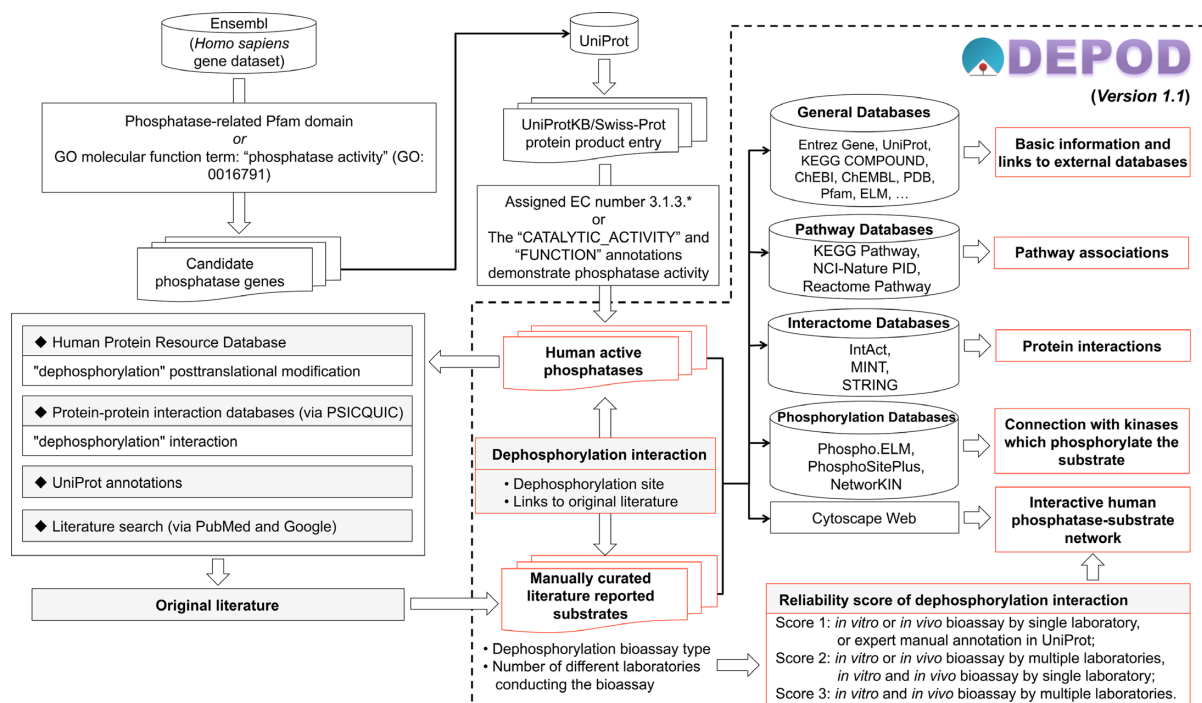 Ensembl
(Homo sapiens
gene dataset)
Phosphatase-related Pfam domain
or
GO molecular function term: “phosphatase activity” (GO:
0016791)
Candidate
phosphatase genes
UniProt
UniProtKB/Swiss-Prot
protein product entry
Assigned EC number 3.1.3.*
or
The “CATALYTIC_ACTIVITY” and
“FUNCTION” annotations
demonstrate phosphatase activity
DEPOD
(Version 1.1)
◆ Human Protein Resource Database
"dephosphorylation" posttranslational modification
◆ Protein-protein interaction databases (via PSICQUIC)
"dephosphorylation" interaction
◆ UniProt annotations
◆ Literature search (via PubMed and Google)
Original literature
Human active
phosphatases
Dephosphorylation interaction
• Dephosphorylation site
• Links to original literature
Manually curated
literature reported
substrates
• Dephosphorylation bioassay type
• Number of different laboratories
conducting the bioassay
General Databases
Entrez Gene, UniProt,
KEGG COMPOUND,
ChEBI, ChEMBL, PDB,
Pfam, ELM, …
Basic information and
links to external databases
Pathway Databases
KEGG Pathway,
NCI-Nature PID,
Reactome Pathway
Pathway associations
Interactome Databases
IntAct,
MINT,
STRING
Protein interactions
Phosphorylation Databases
Phospho.ELM,
PhosphoSitePlus,
NetworKIN
Connection with kinases
which phosphorylate the
substrate
Cytoscape Web
Interactive human
phosphatase-substrate
network
Reliability score of dephosphorylation interaction
Score 1: in vitro or in vivo bioassay by single laboratory,
or expert manual annotation in UniProt;
Score 2: in vitro or in vivo bioassay by multiple laboratories,
in vitro and in vivo bioassay by single laboratory;
Score 3: in vitro and in vivo bioassay by multiple laboratories.